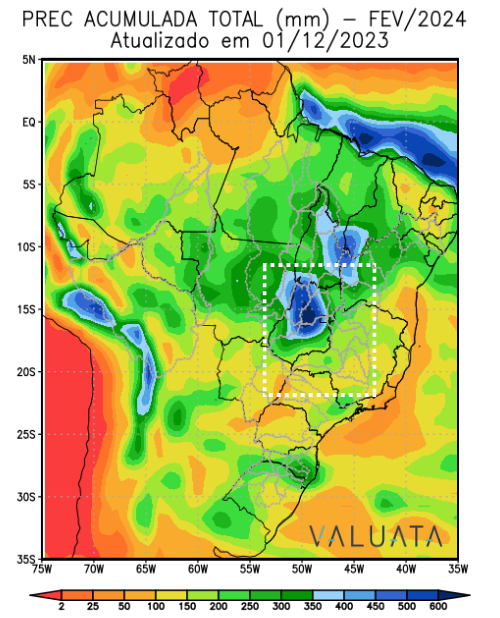 PREC ACUMULADA TOTAL (mm) – FEV/2024
Atualizado em 01/12/2023
5N
EQ
5S
10S
15S
20S
25S
30S
35S
VALUATA
75W 70W 65W 60W 55W 50W 45W 40W 35W
2 25 50 100 150 200 250 300 350 400 450 500 600